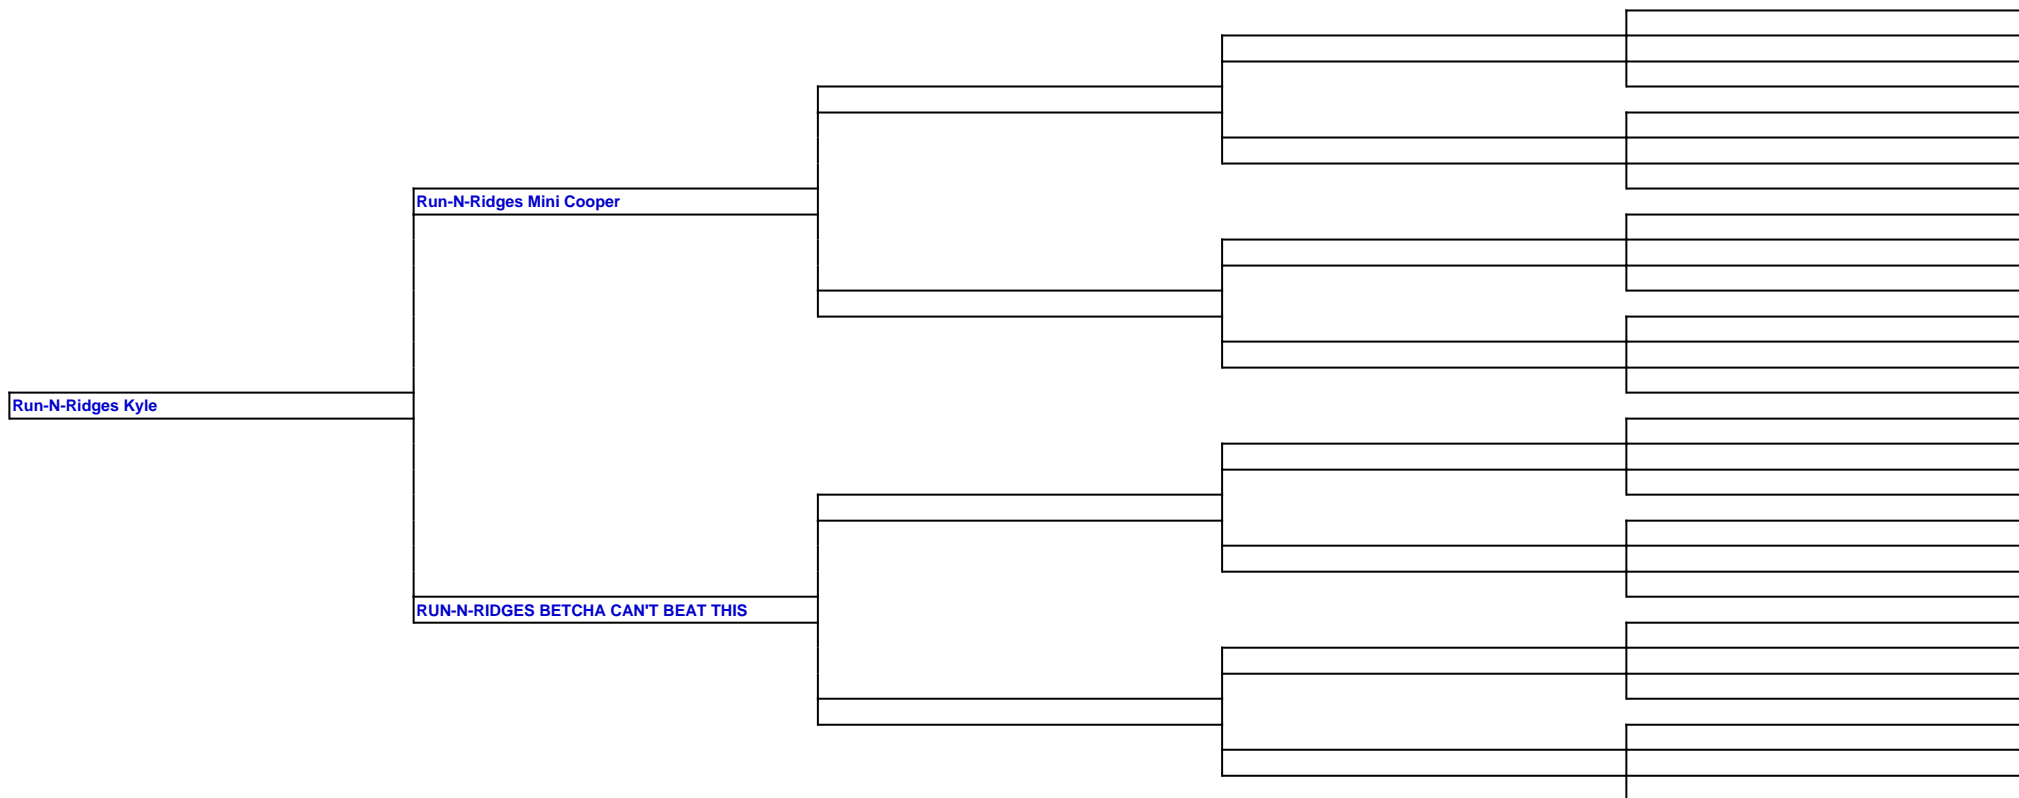 Run-N-Ridges Mini Cooper
Run-N-Ridges Kyle
RUN-N-RIDGES BETCHA CAN'T BEAT THIS